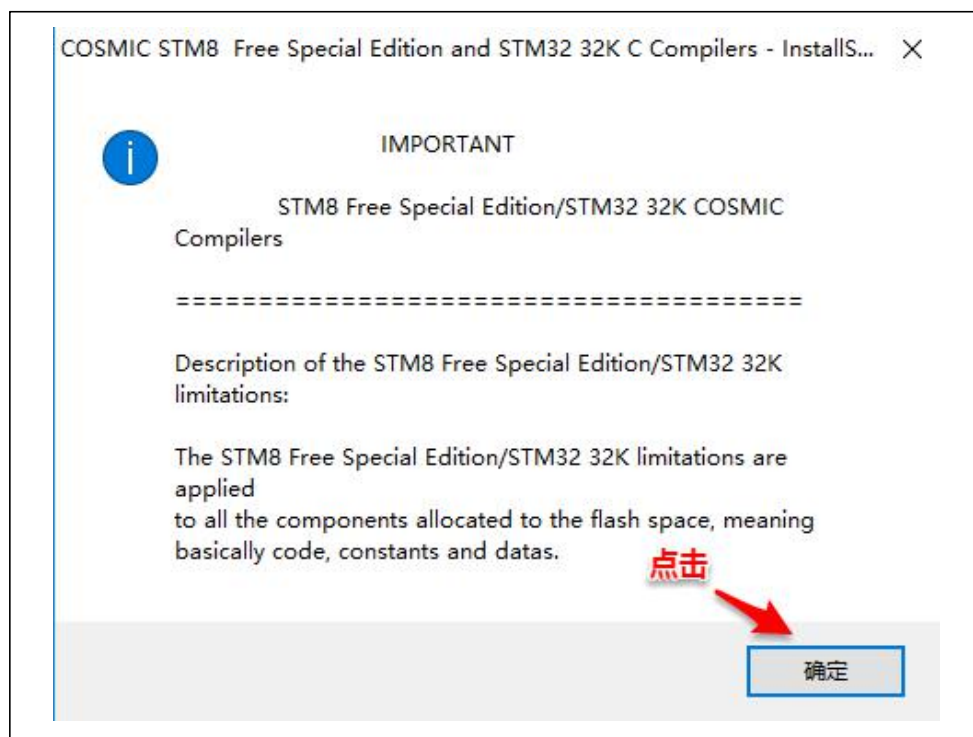 COSMIC STM8  Free Special Edition and STM32 32K C Compilers - InstallS...
IMPORTANT
STM8 Free Special Edition/STM32 32K COSMIC
Compilers
======================================
Description of the STM8 Free Special Edition/STM32 32K
limitations:
The STM8 Free Special Edition/STM32 32K limitations are
applied
to all the components allocated to the flash space, meaning
basically code, constants and datas.
点击
确定